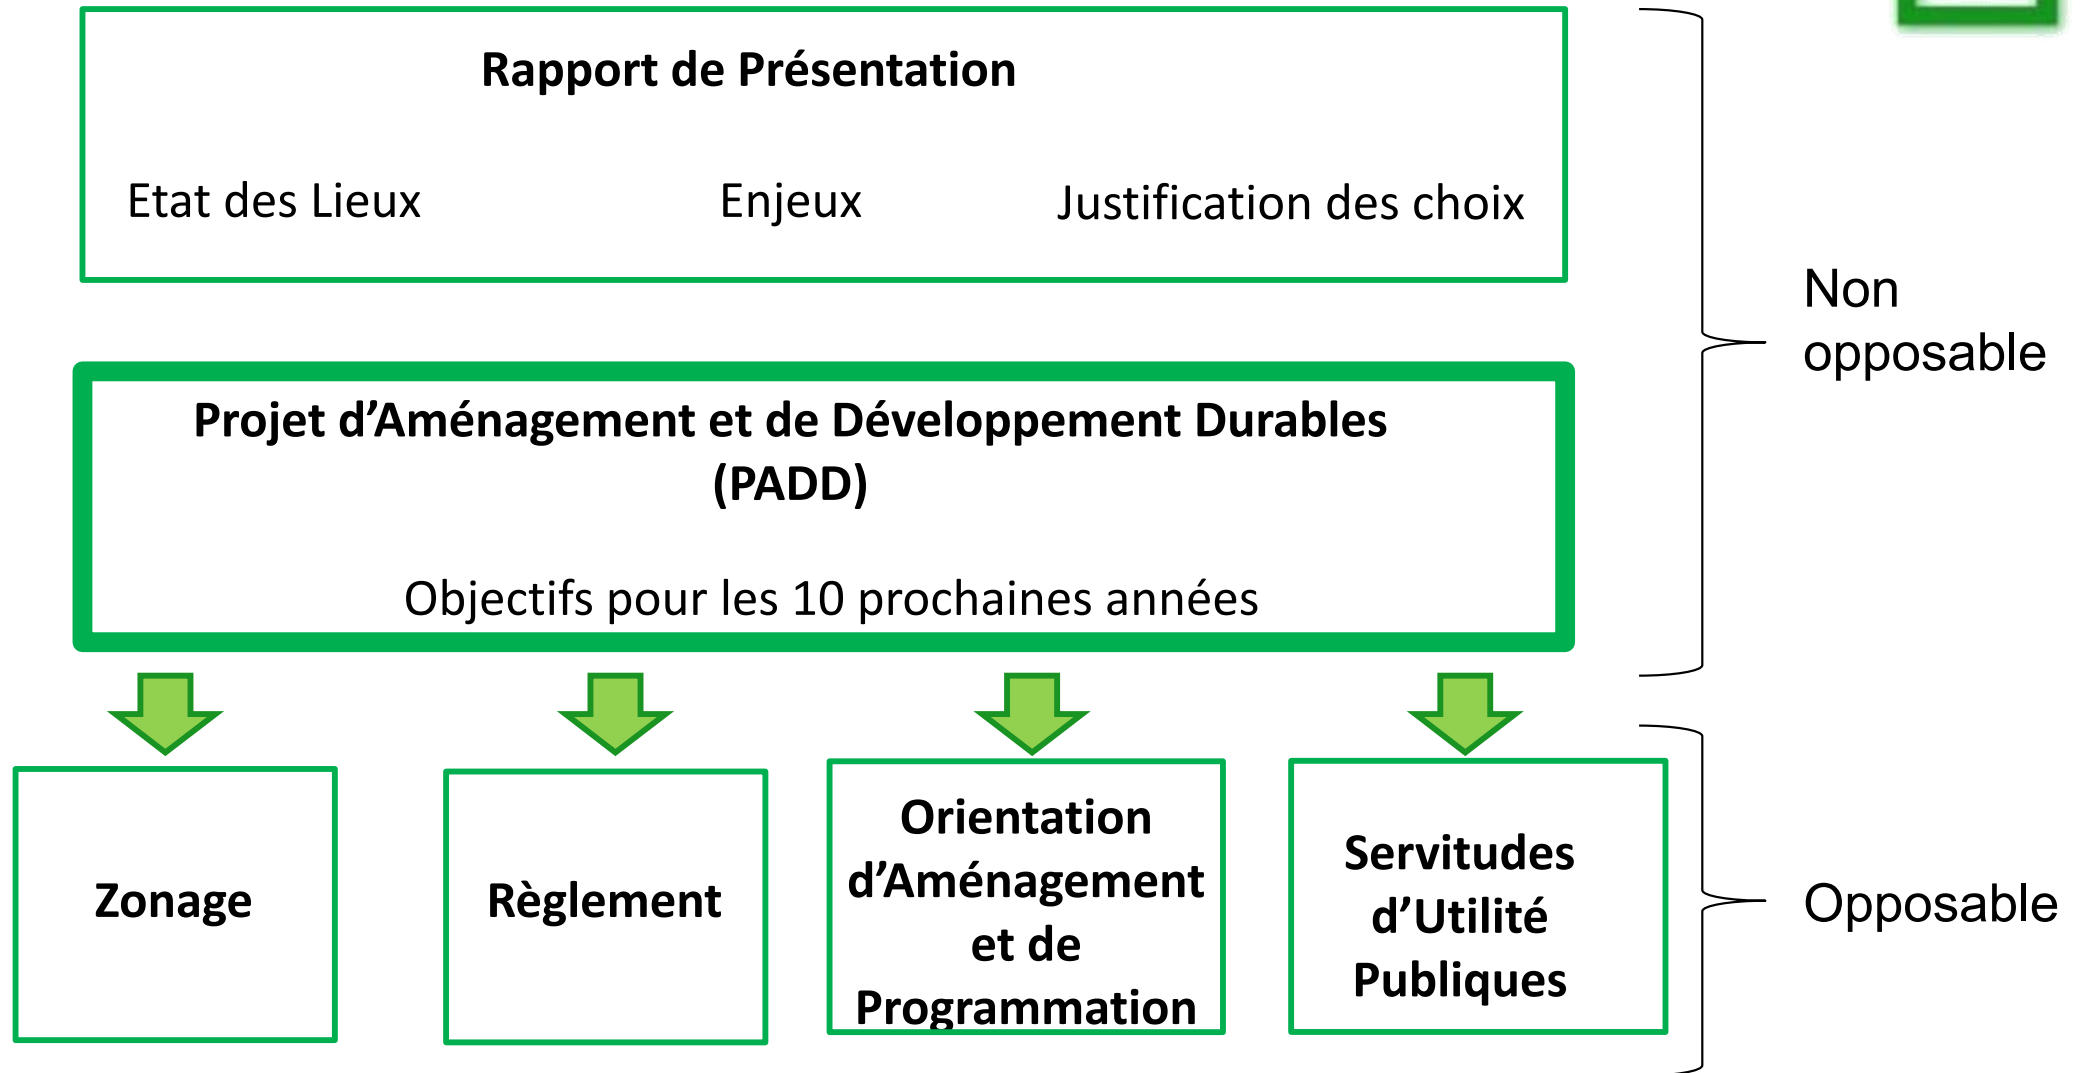 Rapport de Présentation
Etat des Lieux Enjeux Justification des choix
Non
opposable
Projet d’Aménagement et de Développement Durables
(PADD)
Objectifs pour les 10 prochaines années
Zonage
Règlement
Orientation
d’Aménagement
et de
Programmation
Servitudes
d’Utilité
Publiques
Opposable